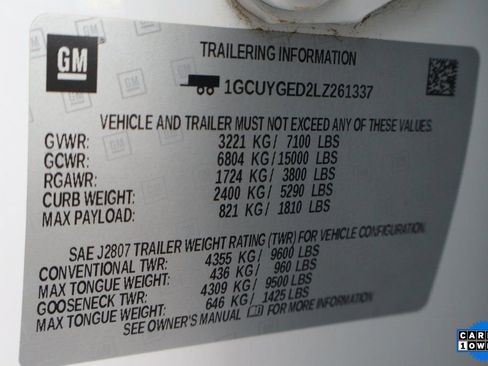 GM
TRAILERING INFORMATION
1GCUYGED2LZ261337
VEHICLE AND TRAILER MUST NOT EXCEED ANY OF THESE VALUES.
GVWR: 3221 KG/ 7100 LBS
GCWR: 6804 KG/15000 LBS
RGAWR: 1724 KG/ 3800 LBS
CURB WEIGHT: 2400 KG/ 5290 LBS
MAX PAYLOAD: 821 KG/ 1810 LBS
SAE J2807 TRAILER WEIGHT RATING (TWR) FOR VEHICLE CONFIGURATION.
CONVENTIONAL TWR: 4355 KG/ 9600 LBS
MAX TONGUE WEIGHT: 436 KG/ 960 LBS
GOOSENECK TWR: 4309 KG/ 9500 LBS
MAX TONGUE WEIGHT: 646 KG/ 1425 LBS
SEE OWNER'S MANUAL FOR MORE INFORMATION
CARF
1 OWN